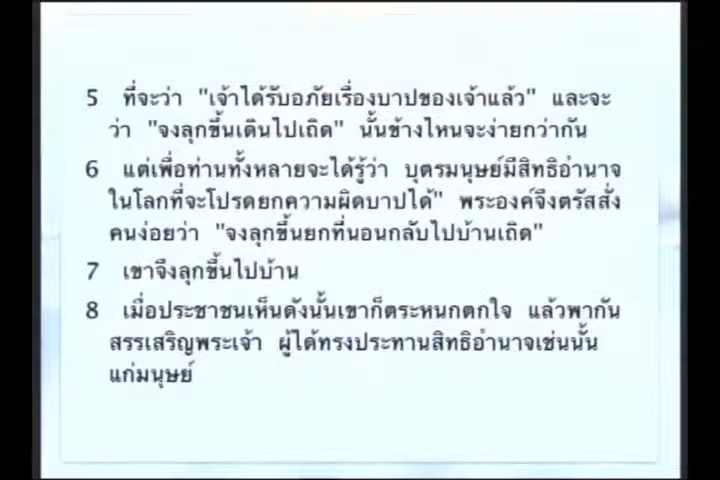 5 ที่จะว่า "เจ้าได้รับอภัยเรื่องบาปของเจ้าแล้ว" และจะ
ว่า "จงลุกขึ้นเดินไปเถิด" นั้นข้างไหนจะง่ายกว่ากัน
6 แต่เพื่อท่านทั้งหลายจะได้รู้ว่า บุตรมนุษย์มีสิทธิอำนาจ
ในโลกที่จะโปรดยกความผิดบาปได้" พระองค์จึงตรัสสั่ง
คนง่อยว่า "จงลุกขึ้นยกที่นอนกลับไปบ้านเถิด"
7 เขาจึงลุกขึ้นไปบ้าน
8 เมื่อประชาชนเห็นดังนั้นเขาก็ตระหนกตกใจ แล้วพากัน
สรรเสริญพระเจ้า ผู้ได้ทรงประทานสิทธิอำนาจเช่นนั้น
แก่มนุษย์